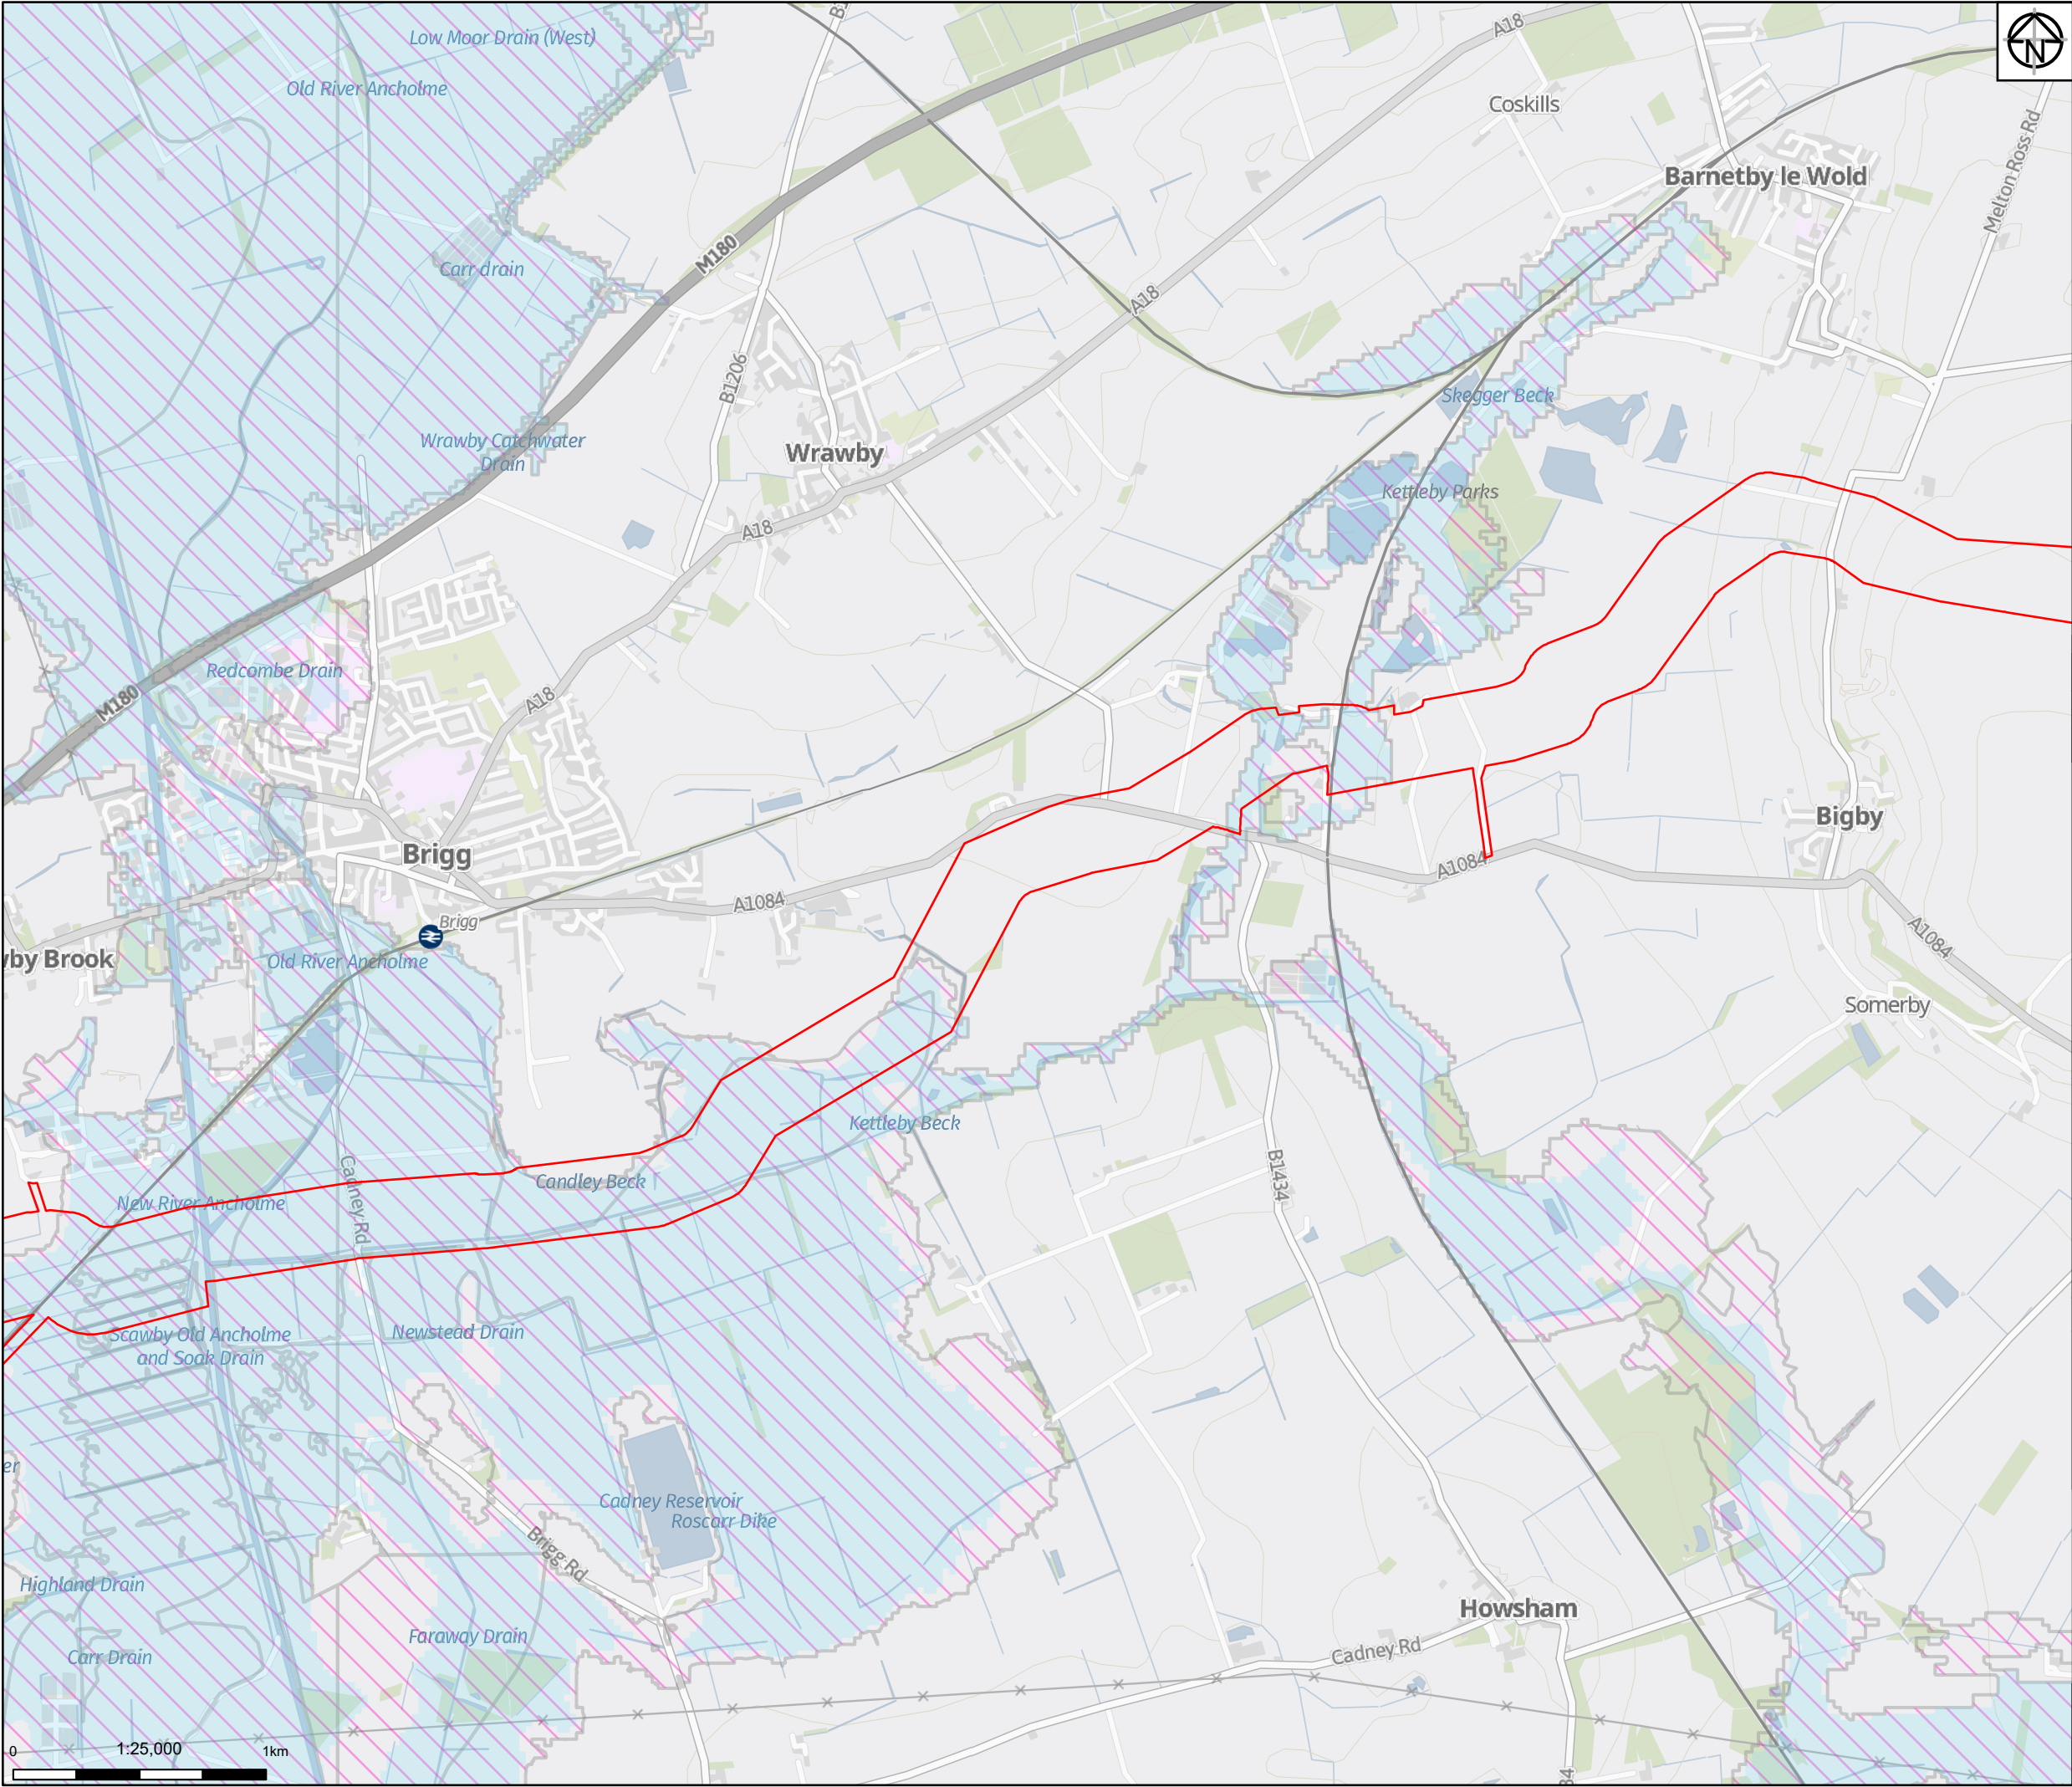 Low Moor Drain (West)
A18
N
Old River Ancholme
Coskills
Barnetby le Wold
Melton Ross Rd
Carr drain
M180
A18
B1206
Skegger Beck
Wrawby Catchwater
Drain
Wrawby
Kettleby Parks
A18
Redcombe Drain
M180
A18
Bigby
Brigg
A1084
A1084
Brigg
A1084
by Brook
Old River Ancholme
Somerby
Kettleby Beck
Cadney Rd
Candley Beck
B1434
New River Ancholme
Scawby Old Ancholme
and Soak Drain
Newstead Drain
er
Cadney Reservoir
Roscarr Dike
Brigg Rd
Highland Drain
Howsham
Faraway Drain
Cadney Rd
Carr Drain
0 1:25,000 1km
34